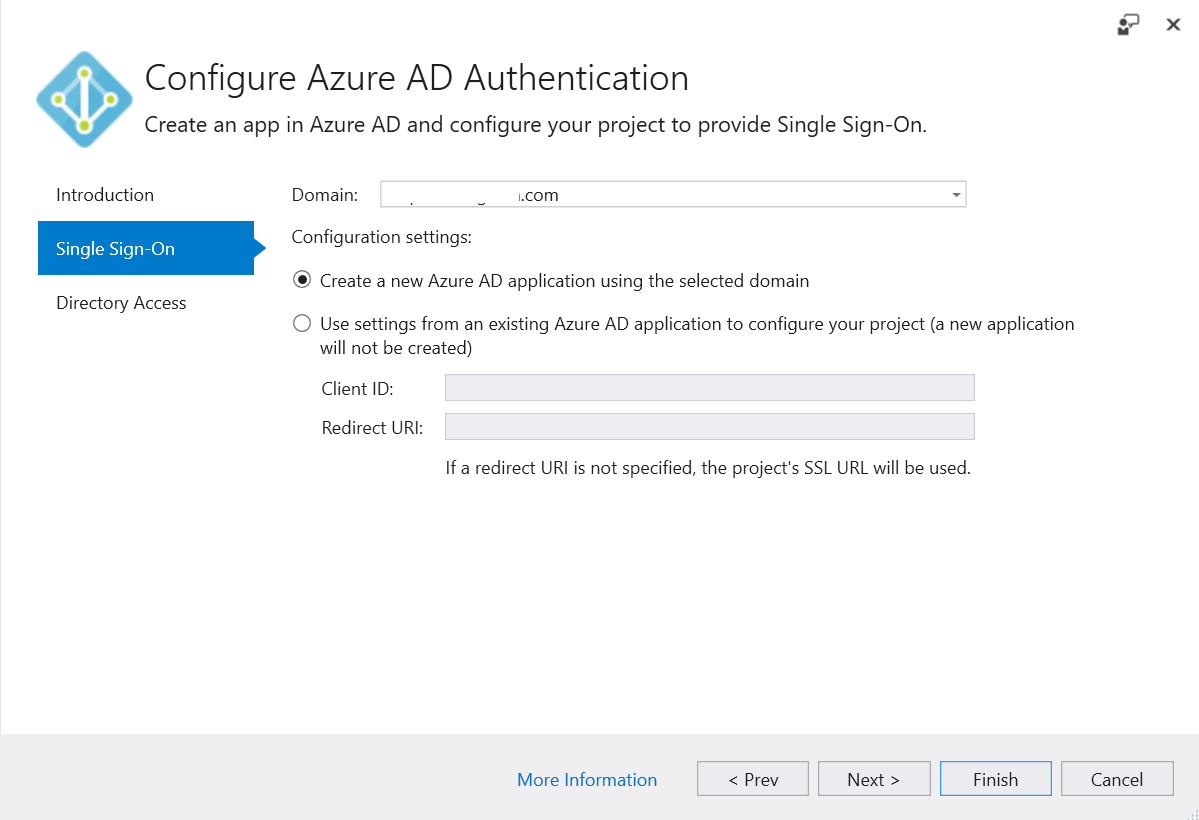 Configure Azure AD Authentication
Create an app in Azure AD and configure your project to provide Single Sign-On.
Introduction
Single Sign-On
Directory Access
Domain:
.com
Configuration settings:
Create a new Azure AD application using the selected domain
Use settings from an existing Azure AD application to configure your project (a new application
will not be created)
Client ID:
Redirect URI:
If a redirect URI is not specified, the project's SSL URL will be used.
More Information
< Prev
Next >
Finish
Cancel